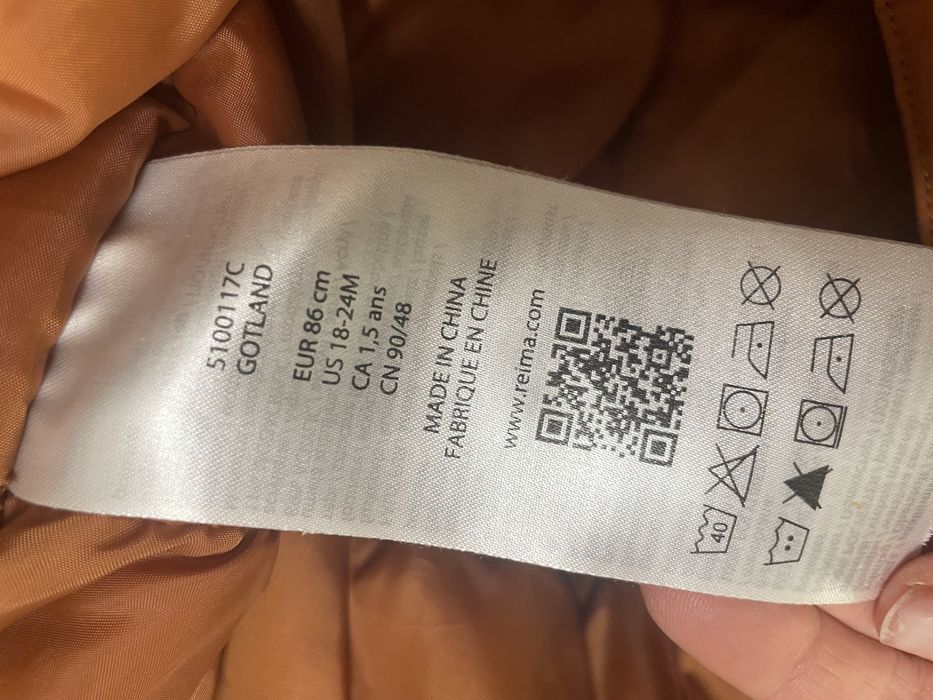 5100117C
GOTLAND
EUR 86 cm
US 18-24M
CA 1,5 ans
CN 90/48
MADE IN CHINA
FABRIQUE EN CHINE
www.reima.com
40